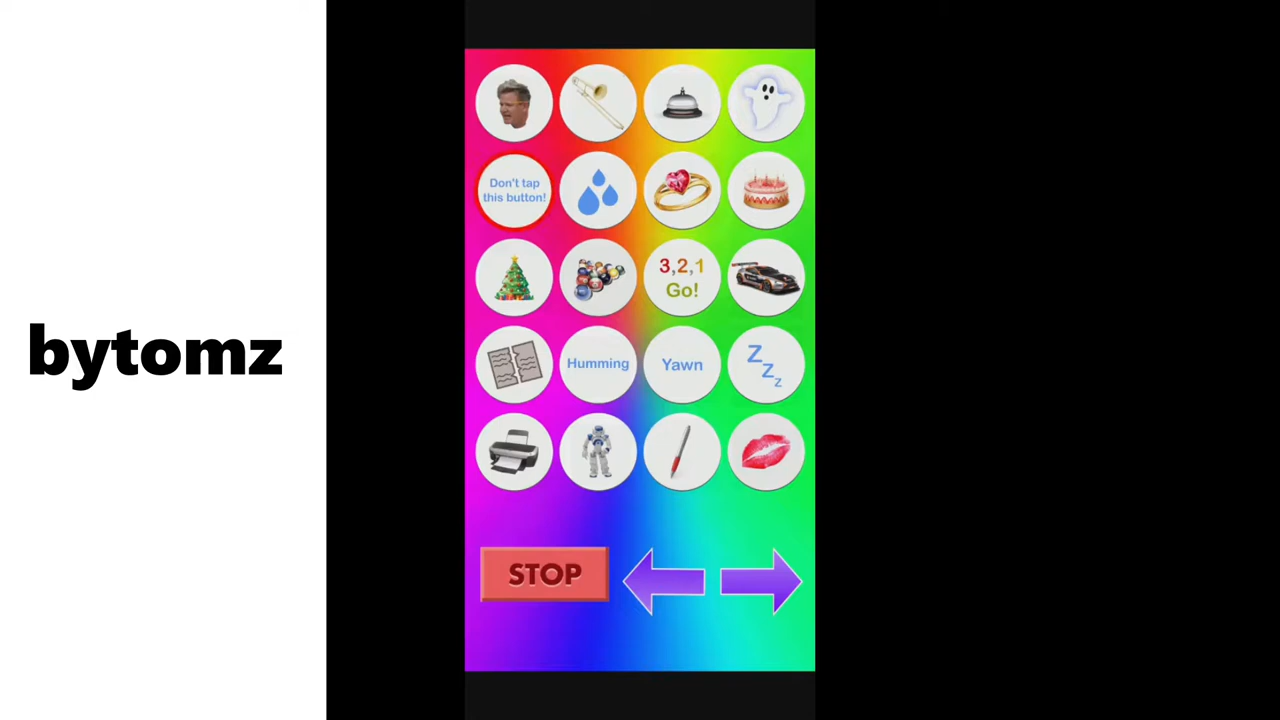 bytomz
Don't tap
this button!
3,2,1
Go!
Humming
Yawn
Z
Z
Z
STOP